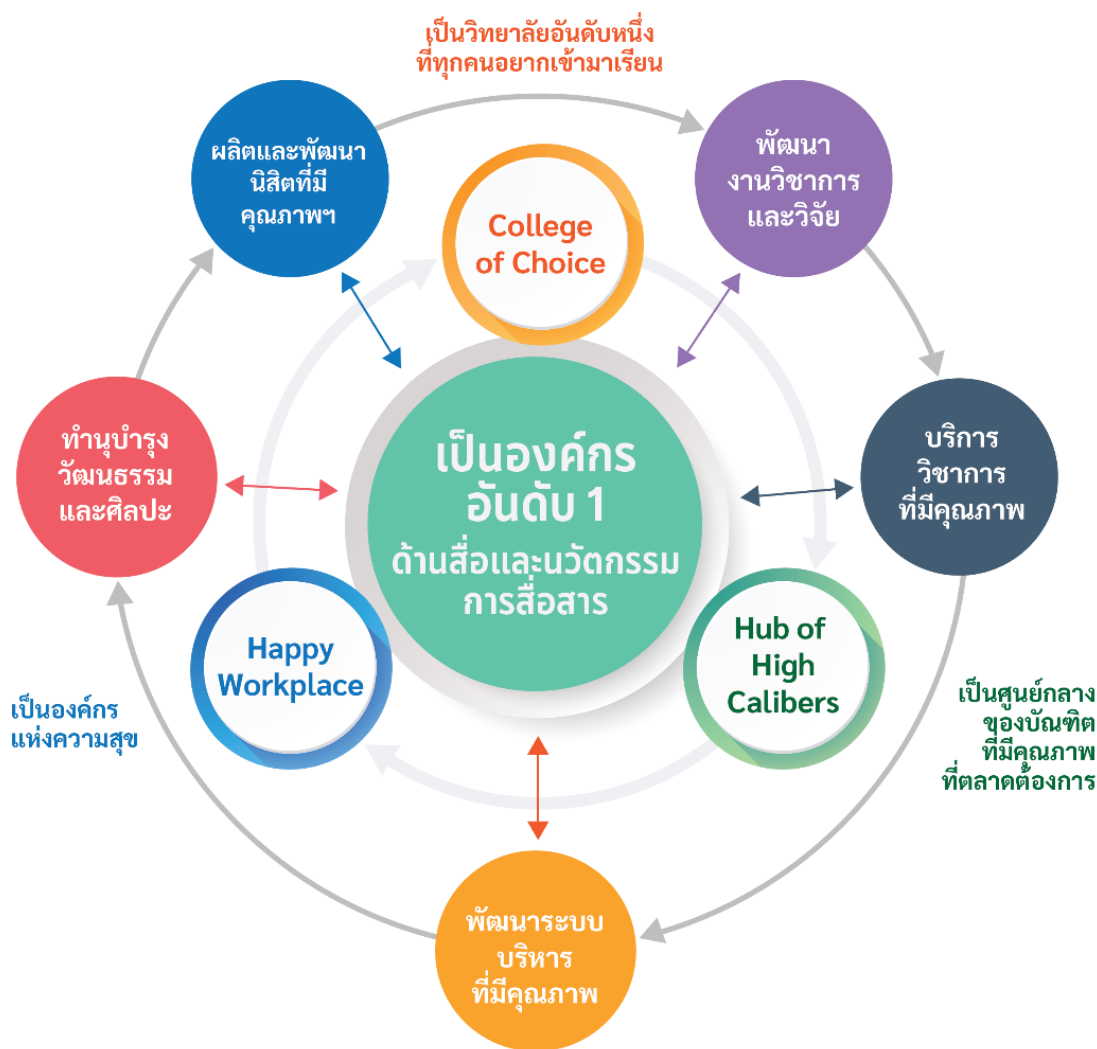 เป็นวิทยาลัยอันดับหนึ่ง
ที่ทุกคนอยากเข้ามาเรียน
ผลิตและพัฒนา
นิสิตที่มี
คุณภาพฯ
พัฒนา
งานวิชาการ
และวิจัย
College
of Choice
ทำนุบำรุง
วัฒนธรรม
และศิลปะ
เป็นองค์กร
อันดับ 1
ด้านสื่อและนวัตกรรม
การสื่อสาร
บริการ
วิชาการ
ที่มีคุณภาพ
Happy
Workplace
Hub of
High
Calibers
เป็นองค์กร
แห่งความสุข
เป็นศูนย์กลาง
ของบัณฑิต
ที่มีคุณภาพ
ที่ตลาดต้องการ
พัฒนาระบบ
บริหาร
ที่มีคุณภาพ